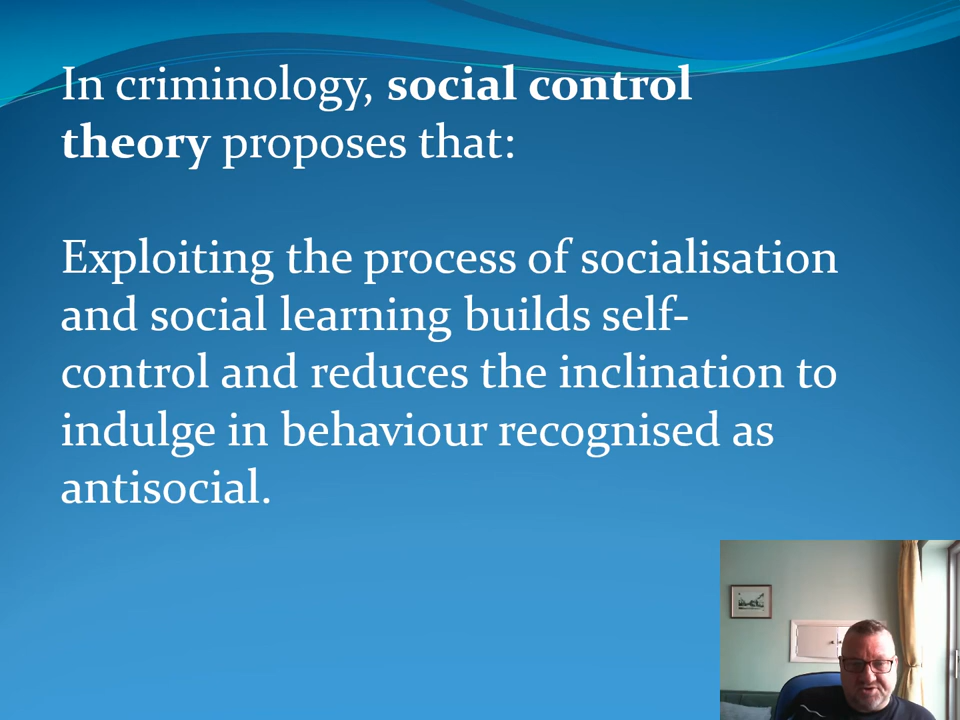 In criminology, social control
theory proposes that:
Exploiting the process of socialisation
and social learning builds self-
control and reduces the inclination to
indulge in behaviour recognised as
antisocial.